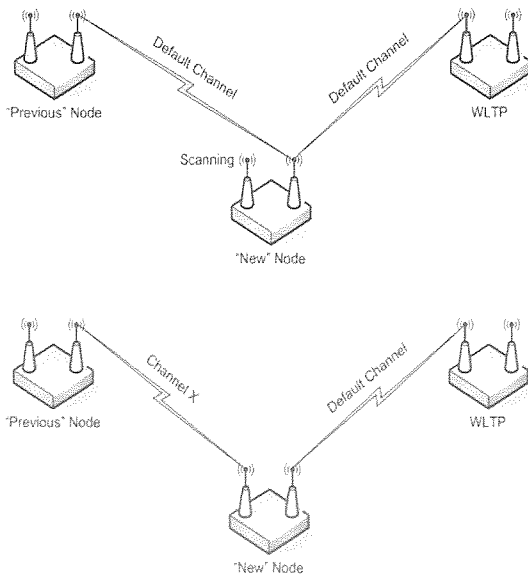 Default Channel
Default Channel
"Previous" Node
WLTP
Scanning
"New" Node
Channel X
Default Channel
"Previous" Node
WLTP
"New" Node